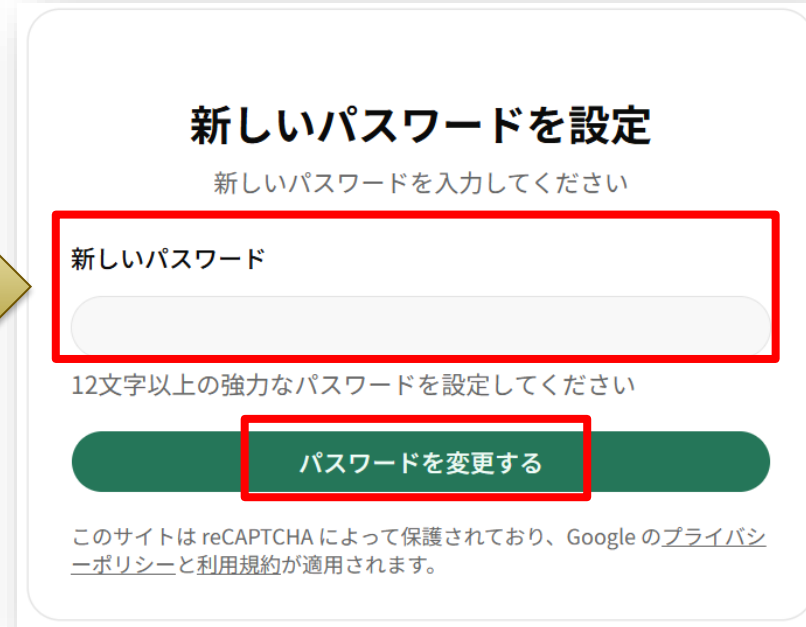 新しいパスワードを設定
新しいパスワードを入力してください
新しいパスワード
12文字以上の強力なパスワードを設定してください
パスワードを変更する
このサイトは reCAPTCHA によって保護されており、Google のプライバシ
ーポリシーと利用規約が適用されます。